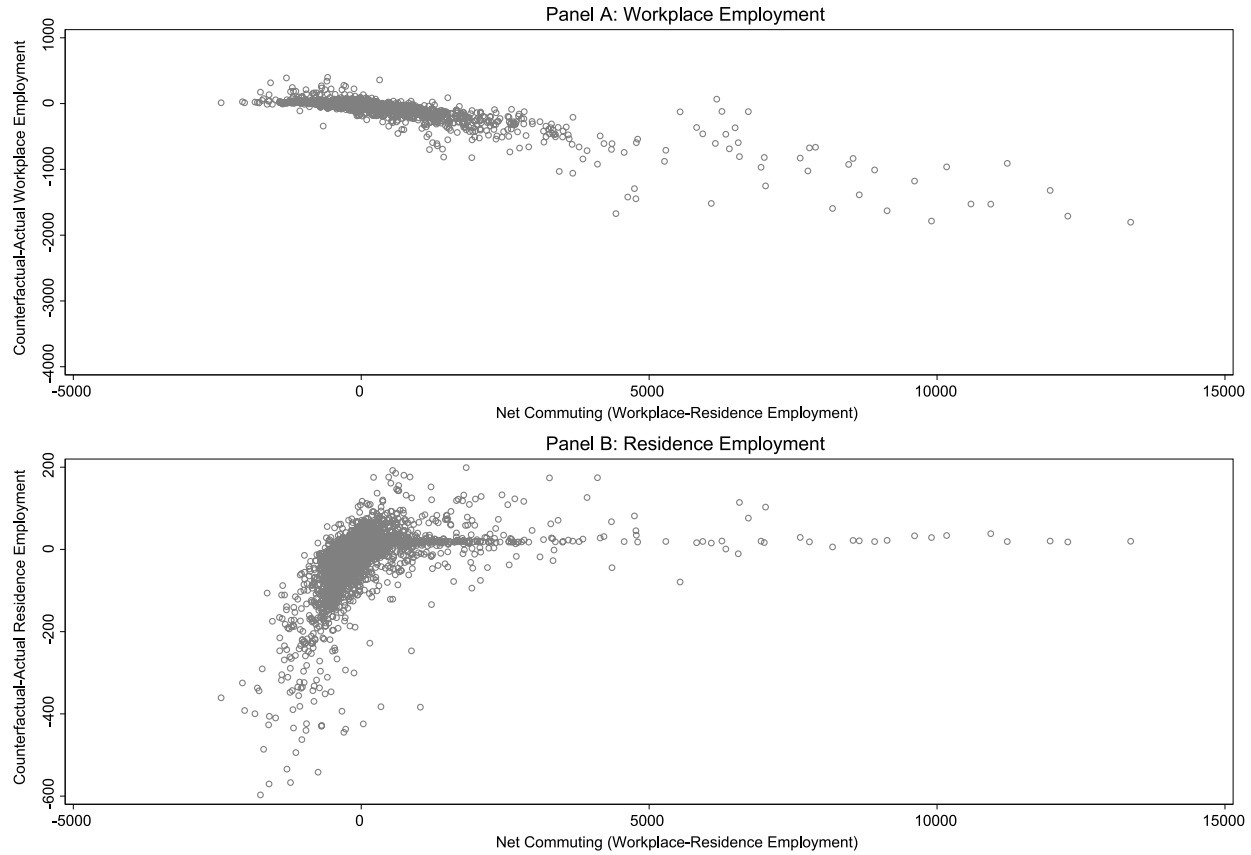 Panel A: Workplace Employment
Counterfactual-Actual Workplace Employment
1000
0
-1000
-2000
-3000
-4000
-5000 0 5000 10000 15000
Net Commuting (Workplace-Residence Employment)
Panel B: Residence Employment
Counterfactual-Actual Residence Employment
200
0
-200
-400
-600
-5000 0 5000 10000 15000
Net Commuting (Workplace-Residence Employment)